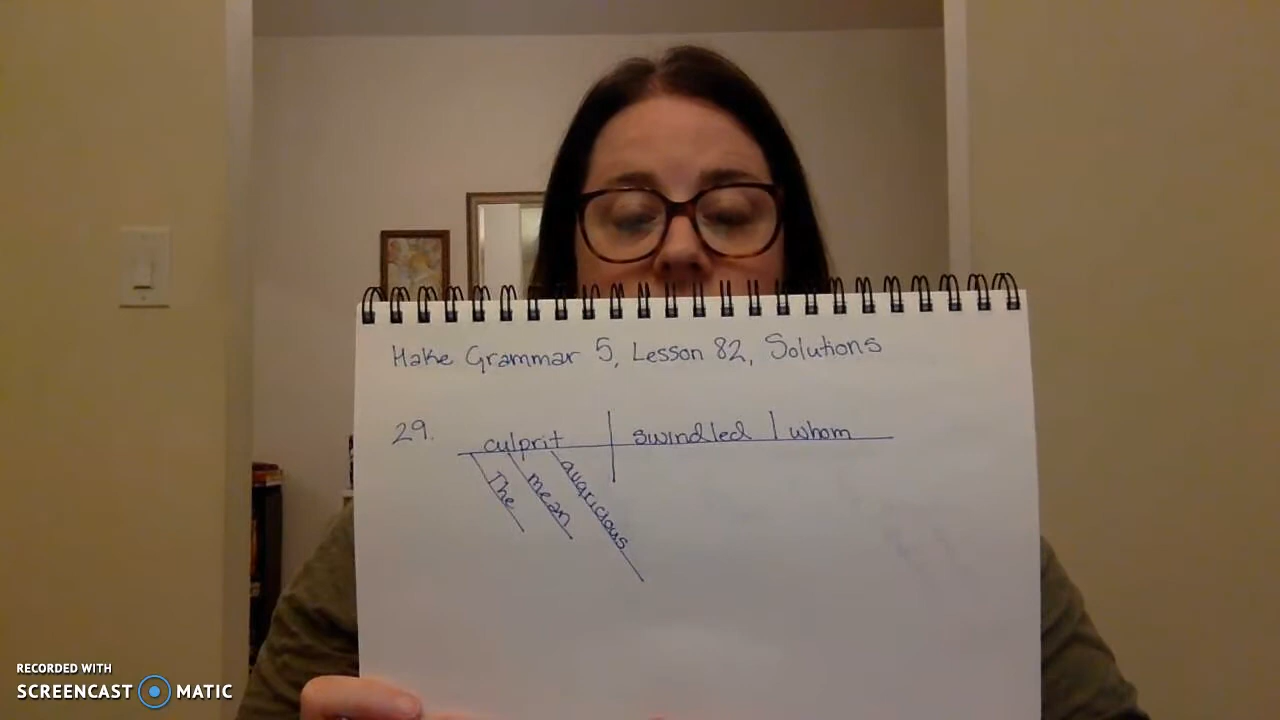 Hake Grammar 5, Lesson 82, Solutions
29. culprit swindled whom
The mean avaricious
RECORDED WITH
SCREENCAST MATIC